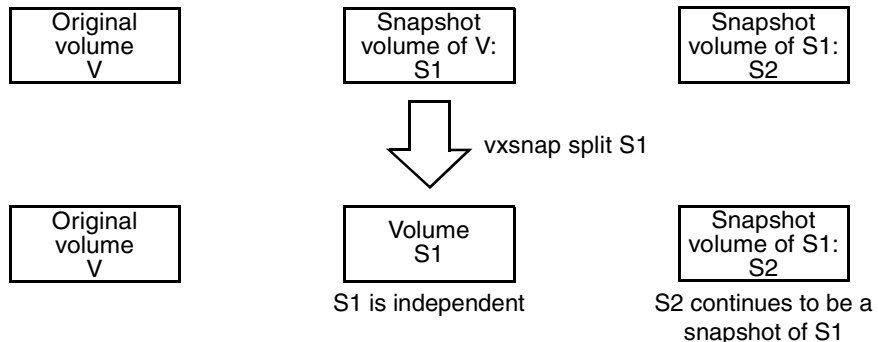 Original
volume
V
Snapshot
volume of V:
S1
Snapshot
volume of S1:
S2
vxsnap split S1
Original
volume
V
Volume
S1
Snapshot
volume of S1:
S2
S1 is independent
S2 continues to be a
snapshot of S1